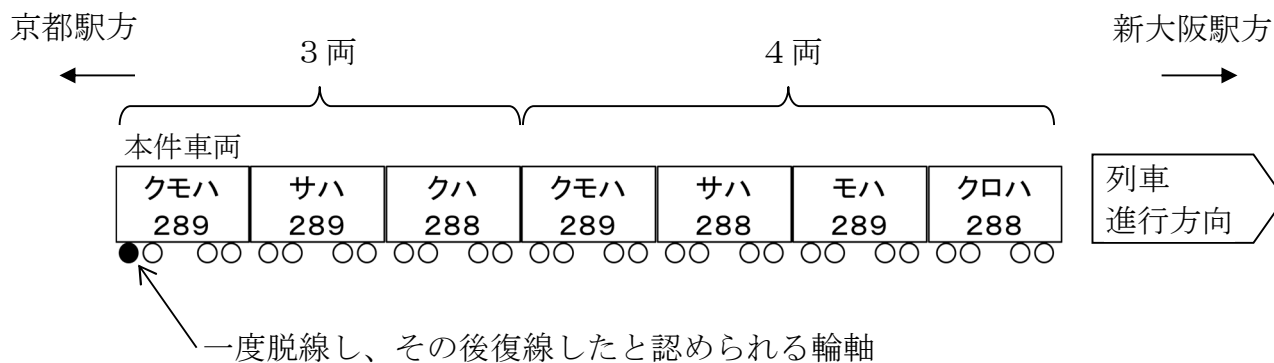 京都駅方
新大阪駅方
3両
4両
本件車両
クモハ
289
サハ
289
クハ
288
クモハ
289
サハ
288
モハ
289
クロハ
288
列車
進行方向
一度脱線し、その後復線したと認められる輪軸